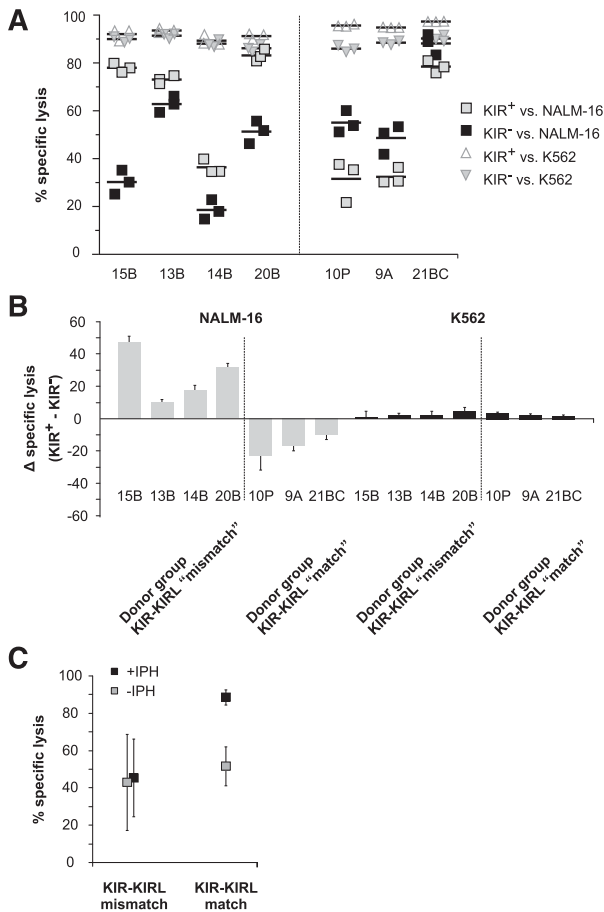 A
% specific lysis
100
80
60
40
20
0
15B 13B 14B 20B 10P 9A 21BC
KIR+ vs. NALM-16
KIR- vs. NALM-16
KIR+ vs. K562
KIR- vs. K562
B
NALM-16 K562
Δ specific lysis
(KIR+ - KIR-)
60
40
20
0
-20
-40
-60
15B 13B 14B 20B 10P 9A 21BC 15B 13B 14B 20B 10P 9A 21BC
Donor group
KIR-KIRL “mismatch”
Donor group
KIR-KIRL “match”
Donor group
KIR-KIRL “mismatch”
Donor group
KIR-KIRL “match”
C
% specific lysis
100
80
60
40
20
0
+IPH
-IPH
KIR-KIRL
mismatch
KIR-KIRL
match